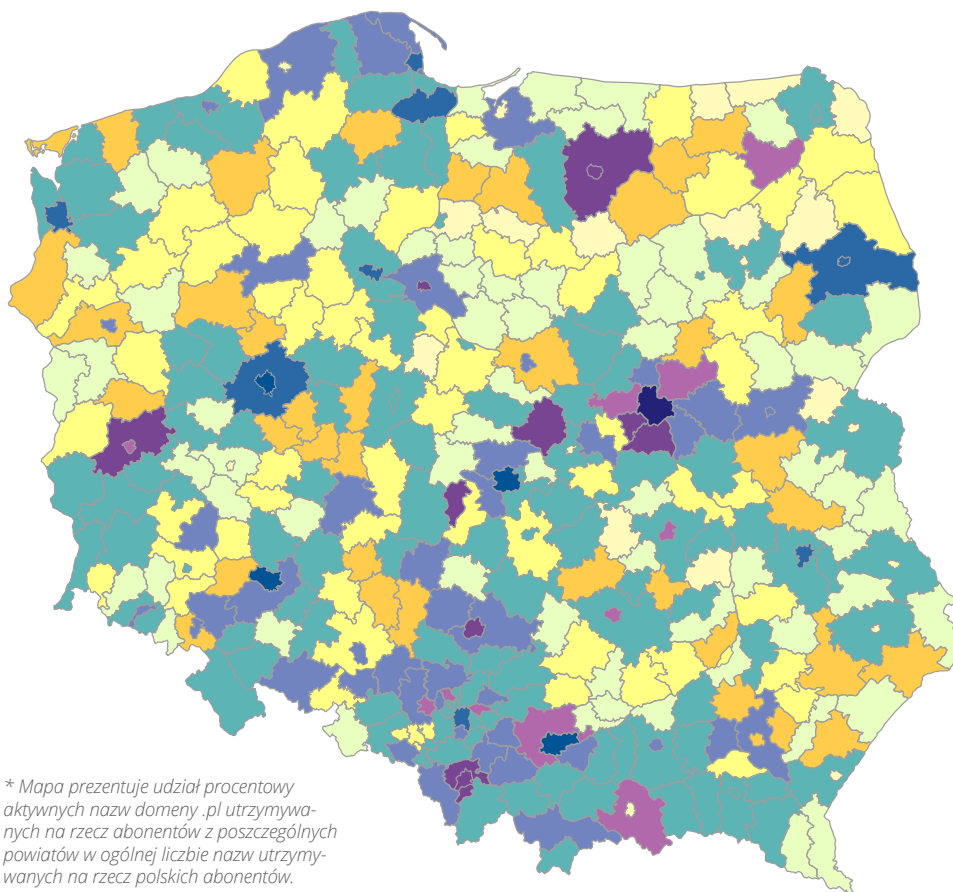 * Mapa prezentuje udział procentowy
aktywnych nazw domeny .pl utrzymywa-
nych na rzecz abonentów z poszczególnych
powiatów w ogólnej liczbie nazw utrzymy-
wanych na rzecz polskich abonentów.